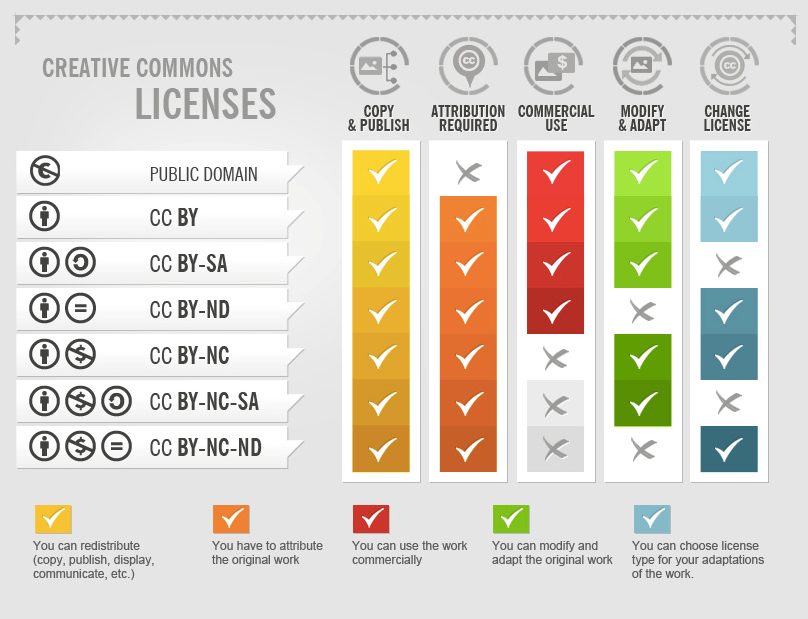 CREATIVE COMMONS
LICENSES
COPY
& PUBLISH
ATTRIBUTION
REQUIRED
COMMERCIAL
USE
MODIFY
& ADAPT
CHANGE
LICENSE
PUBLIC DOMAIN
CC BY
CC BY-SA
CC BY-ND
CC BY-NC
CC BY-NC-SA
CC BY-NC-ND
You can redistribute
(copy, publish, display,
communicate, etc.)
You have to attribute
the original work
You can use the work
commercially
You can modify and
adapt the original work
You can choose license
type for your adaptations
of the work.